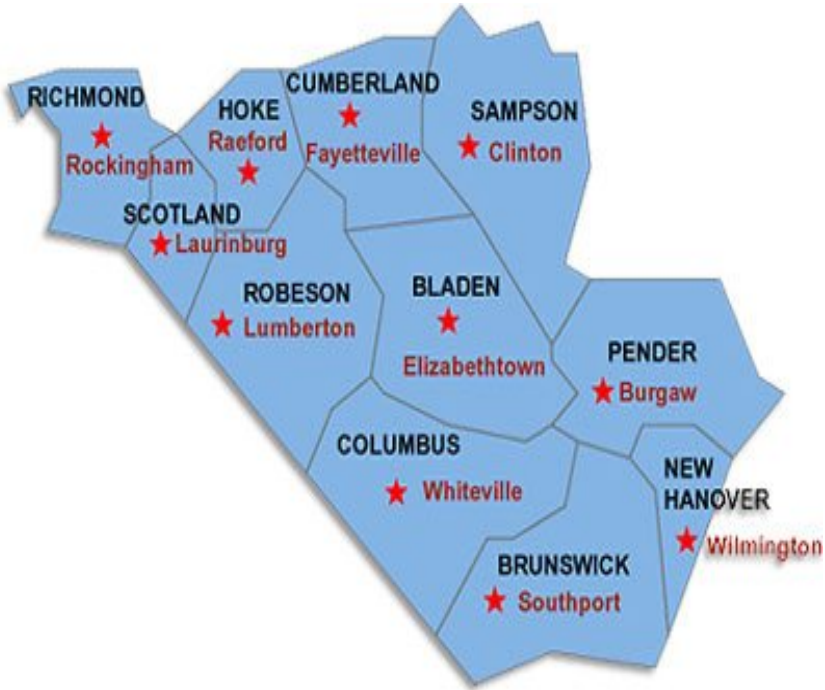 RICHMOND
Rockingham
HOKE
Raeford
CUMBERLAND
Fayetteville
SAMPSON
Clinton
SCOTLAND
Laurinburg
ROBESON
Lumberton
BLADEN
Elizabethtown
PENDER
Burgaw
COLUMBUS
Whiteville
NEW
HANOVER
Wilmington
BRUNSWICK
Southport